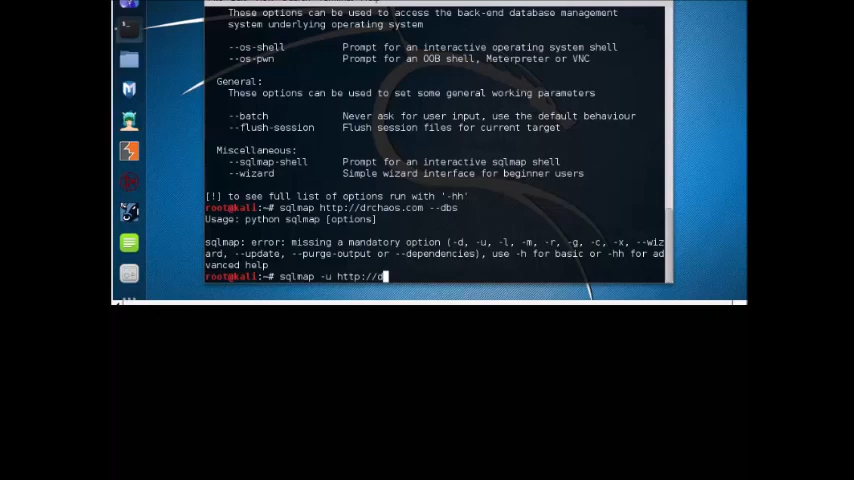 These options can be used to access the back-end database management
system underlying operating system
--os-shell Prompt for an interactive operating system shell
--os-pwn Prompt for an OOB shell, Meterpreter or VNC
General:
These options can be used to set some general working parameters
--batch Never ask for user input, use the default behaviour
--flush-session Flush session files for current target
Miscellaneous:
--sqlmap-shell Prompt for an interactive sqlmap shell
--wizard Simple wizard interface for beginner users
[!] to see full list of options run with '-hh'
root@kali:~# sqlmap http://drchaos.com --dbs
Usage: python sqlmap [options]
sqlmap: error: missing a mandatory option (-d, -u, -l, -m, -r, -g, -c, -x, --wiz
ard, --update, --purge-output or --dependencies), use -h for basic or -hh for ad
vanced help
root@kali:~# sqlmap -u http://d